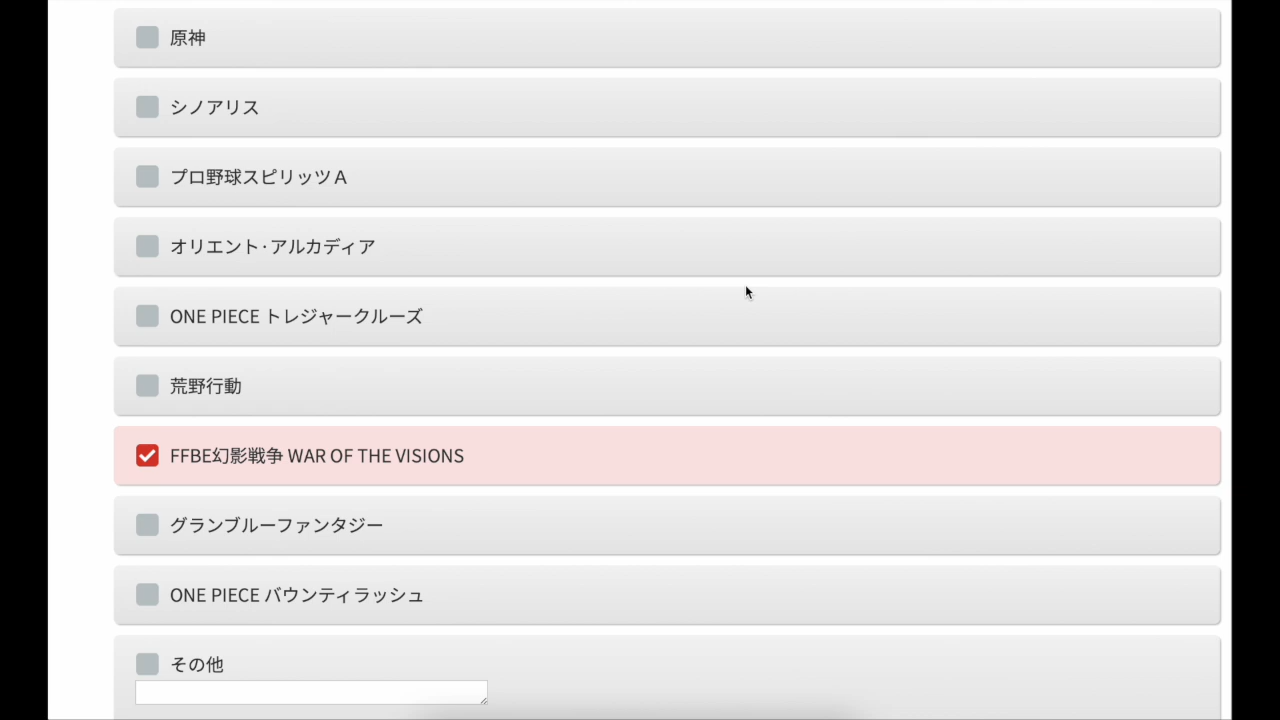 原神
シノアリス
プロ野球スピリッツＡ
オリエント・アルカディア
ONE PIECE トレジャークルーズ
荒野行動
FFBE幻影戦争 WAR OF THE VISIONS
グランブルーファンタジー
ONE PIECE バウンティラッシュ
その他